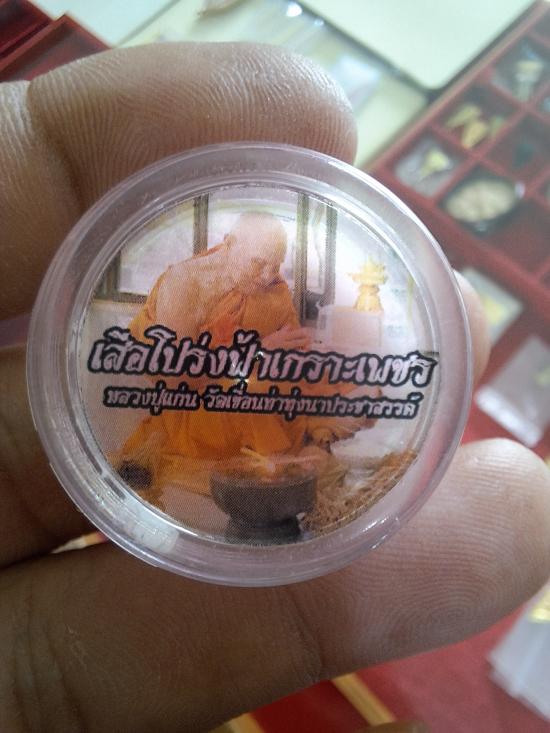 เสือโปร่งฟ้าเกราะเพชร
หลวงปู่แก่น วัดเขื่อนท่าทุ่งนาประชาสรรค์